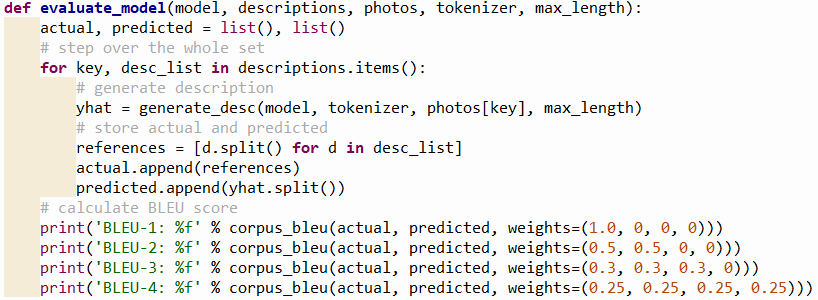 def evaluate_model(model, descriptions, photos, tokenizer, max_length):
    actual, predicted = list(), list()
    # step over the whole set
    for key, desc_list in descriptions.items():
        # generate description
        yhat = generate_desc(model, tokenizer, photos[key], max_length)
        # store actual and predicted
        references = [d.split() for d in desc_list]
        actual.append(references)
        predicted.append(yhat.split())
    # calculate BLEU score
    print('BLEU-1: %f' % corpus_bleu(actual, predicted, weights=(1.0, 0, 0, 0)))
    print('BLEU-2: %f' % corpus_bleu(actual, predicted, weights=(0.5, 0.5, 0, 0)))
    print('BLEU-3: %f' % corpus_bleu(actual, predicted, weights=(0.3, 0.3, 0.3, 0)))
    print('BLEU-4: %f' % corpus_bleu(actual, predicted, weights=(0.25, 0.25, 0.25, 0.25)))